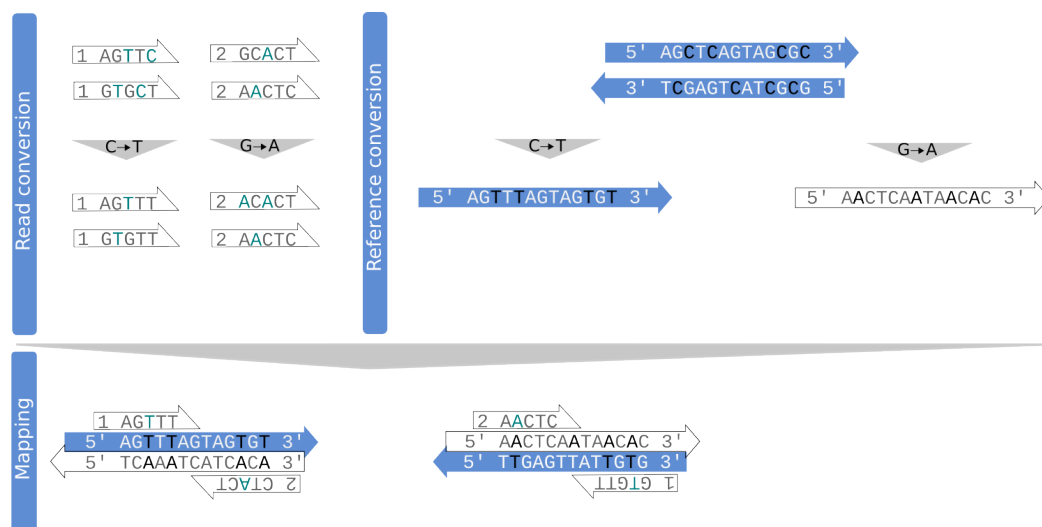 Read conversion
1 AGTTC
2 GCACT
1 GTGCT
2 AACTC
C→T
G→A
1 AGTTT
2 ACACT
1 GTGTT
2 AACTC
Reference conversion
5' AGCTCAGTAGCGC 3'
3' TCGAGTCATCGCG 5'
C→T
G→A
5' AGTTTAGTAGTGT 3'
5' AACTCAATAACAC 3'
Mapping
1 AGTTT
5' AGTTTAGTAGTGT 3'
5' TCAAATCATCACA 3'
2 CTACT
2 AACTC
5' AACTCAATAACAC 3'
5' TTGAGTTATTGTG 3'
1 GTGTT